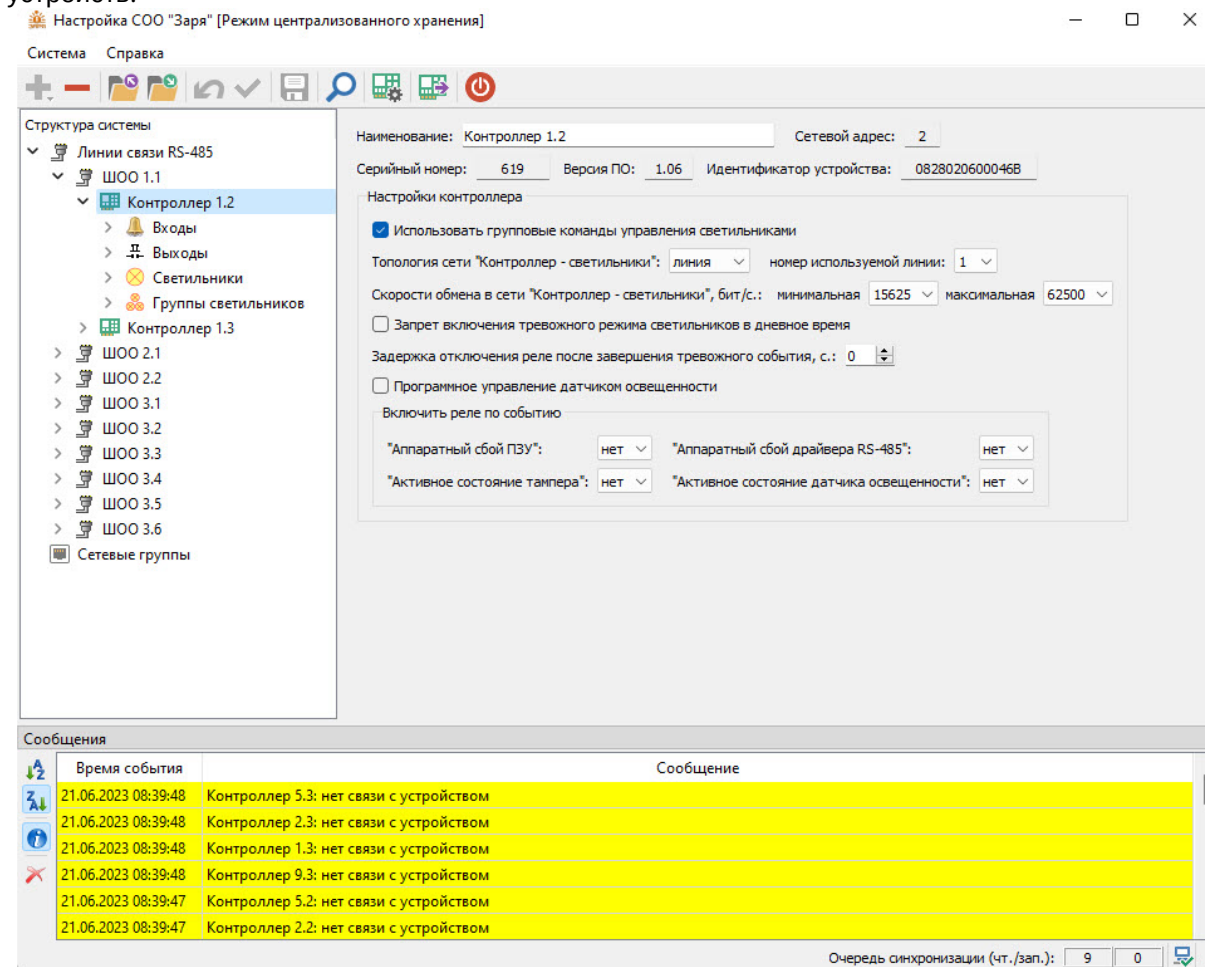 устройств.
Настройка СОО "Заря" [Режим централизованного хранения]
Система Справка
Структура системы
Линии связи RS-485
ШОО 1.1
Контроллер 1.2
Входы
Выходы
Светильники
Группы светильников
Контроллер 1.3
ШОО 2.1
ШОО 2.2
ШОО 3.1
ШОО 3.2
ШОО 3.3
ШОО 3.4
ШОО 3.5
ШОО 3.6
Сетевые группы
Наименование: Контроллер 1.2 Сетевой адрес: 2
Серийный номер: 619 Версия ПО: 1.06 Идентификатор устройства: 0828020600046B
Настройки контроллера
Использовать групповые команды управления светильниками
Топология сети "Контроллер - светильники": линия номер используемой линии: 1
Скорости обмена в сети "Контроллер - светильники", бит/с.: минимальная 15625 максимальная 62500
Запрет включения тревожного режима светильников в дневное время
Задержка отключения реле после завершения тревожного события, с.: 0
Программное управление датчиком освещенности
Включить реле по событию
"Аппаратный сбой ПЗУ": нет "Аппаратный сбой драйвера RS-485": нет
"Активное состояние тампера": нет "Активное состояние датчика освещенности": нет
Сообщения
Время события Сообщение
21.06.2023 08:39:48 Контроллер 5.3: нет связи с устройством
21.06.2023 08:39:48 Контроллер 2.3: нет связи с устройством
21.06.2023 08:39:48 Контроллер 1.3: нет связи с устройством
21.06.2023 08:39:48 Контроллер 9.3: нет связи с устройством
21.06.2023 08:39:47 Контроллер 5.2: нет связи с устройством
21.06.2023 08:39:47 Контроллер 2.2: нет связи с устройством
Очередь синхронизации (чт./зап.): 9 0